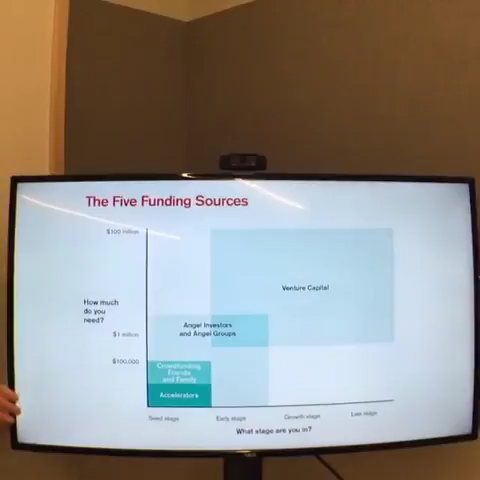 The Five Funding Sources
$100 million
How much
do you
need?
$1 million
$100,000
Venture Capital
Angel Investors
and Angel Groups
Crowdfunding
Friends
and Family
Accelerators
Seed stage
Early stage
Growth stage
Late stage
What stage are you in?